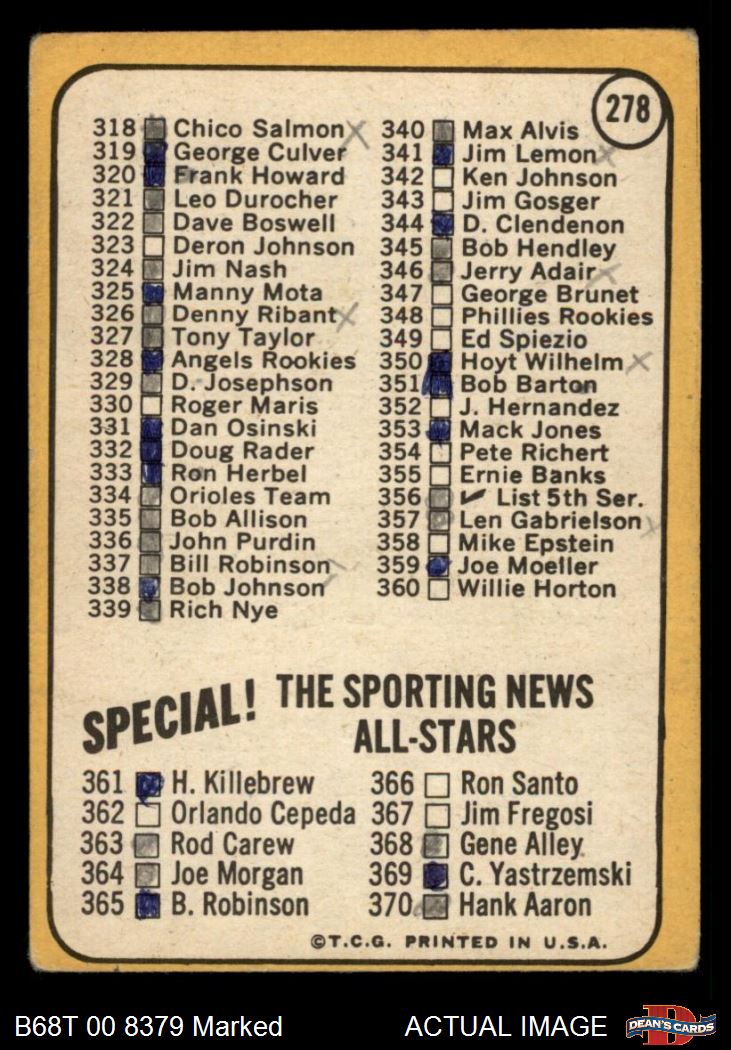 278
318 Chico Salmon
319 George Culver
320 Frank Howard
321 Leo Durocher
322 Dave Boswell
323 Deron Johnson
324 Jim Nash
325 Manny Mota
326 Denny Ribant
327 Tony Taylor
328 Angels Rookies
329 D. Josephson
330 Roger Maris
331 Dan Osinski
332 Doug Rader
333 Ron Herbel
334 Orioles Team
335 Bob Allison
336 John Purdin
337 Bill Robinson
338 Bob Johnson
339 Rich Nye
340 Max Alvis
341 Jim Lemon
342 Ken Johnson
343 Jim Gosger
344 D. Clendenon
345 Bob Hendley
346 Jerry Adair
347 George Brunet
348 Phillies Rookies
349 Ed Spiezio
350 Hoyt Wilhelm
351 Bob Barton
352 J. Hernandez
353 Mack Jones
354 Pete Richert
355 Ernie Banks
356 ✔ List 5th Ser.
357 Len Gabrielson
358 Mike Epstein
359 Joe Moeller
360 Willie Horton
SPECIAL! THE SPORTING NEWS
ALL-STARS
361 H. Killebrew
362 Orlando Cepeda
363 Rod Carew
364 Joe Morgan
365 B. Robinson
366 Ron Santo
367 Jim Fregosi
368 Gene Alley
369 C. Yastrzemski
370 Hank Aaron
©T.C.G. PRINTED IN U.S.A.
B68T 00 8379 Marked
ACTUAL IMAGE
D
DEAN'S CARDS